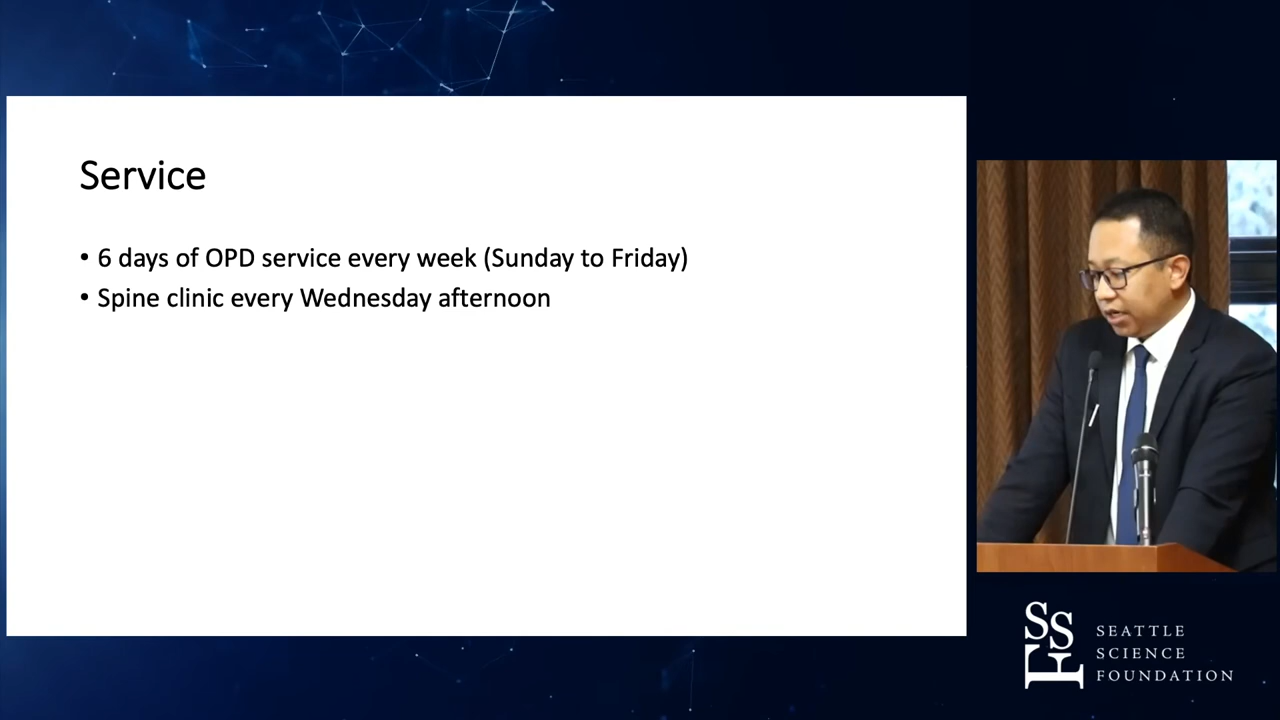 Service
• 6 days of OPD service every week (Sunday to Friday)
• Spine clinic every Wednesday afternoon
SSF
SEATTLE
SCIENCE
FOUNDATION